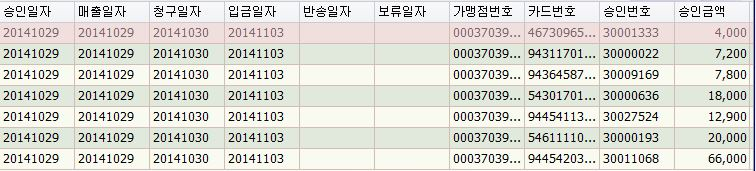 승인일자 매출일자 청구일자 입금일자 반송일자 보류일자 가맹점번호 카드번호 승인번호 승인금액
20141029 20141029 20141030 20141103 00037039... 46730965... 30001333 4,000
20141029 20141029 20141030 20141103 00037039... 94311701... 30000022 7,200
20141029 20141029 20141030 20141103 00037039... 94364587... 30009169 7,800
20141029 20141029 20141030 20141103 00037039... 54301701... 30000636 18,000
20141029 20141029 20141030 20141103 00037039... 94454113... 30027524 12,900
20141029 20141029 20141030 20141103 00037039... 54611110... 30000193 20,000
20141029 20141029 20141030 20141103 00037039... 94454203... 30011068 66,000